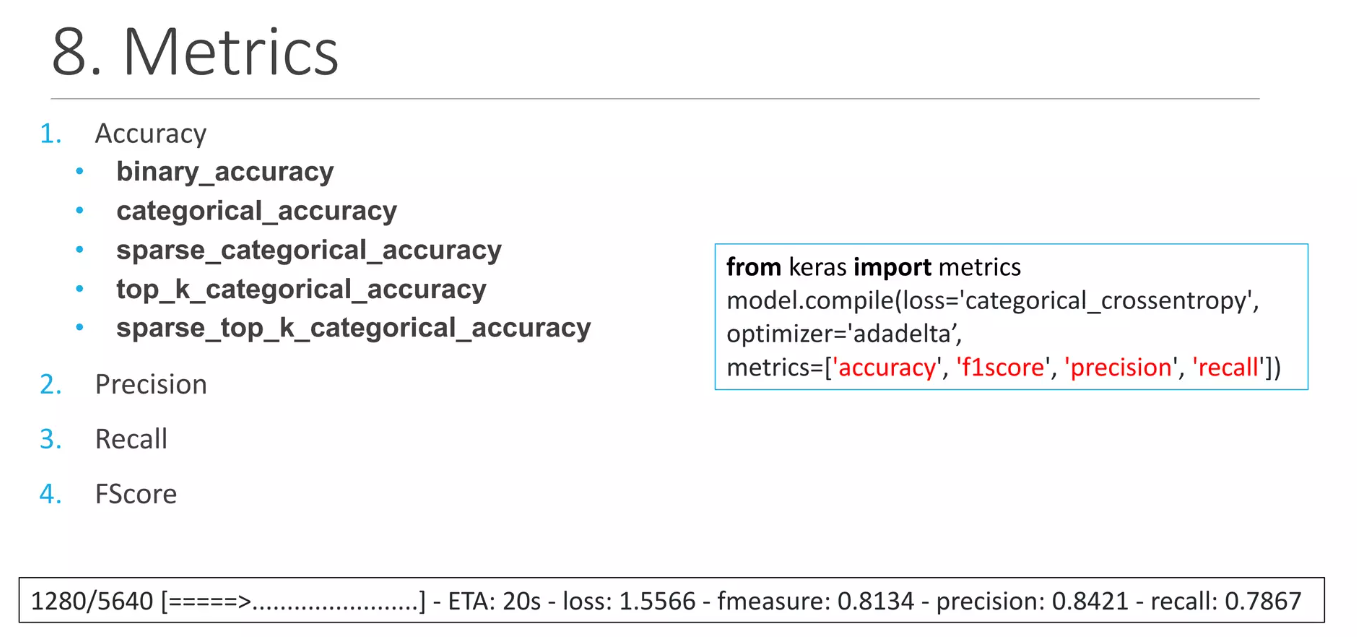 8. Metrics
1. Accuracy
• binary_accuracy
• categorical_accuracy
• sparse_categorical_accuracy
• top_k_categorical_accuracy
• sparse_top_k_categorical_accuracy
2. Precision
3. Recall
4. FScore
from keras import metrics
model.compile(loss='categorical_crossentropy',
optimizer='adadelta’,
metrics=['accuracy', 'f1score', 'precision', 'recall'])
1280/5640 [=====>........................] - ETA: 20s - loss: 1.5566 - fmeasure: 0.8134 - precision: 0.8421 - recall: 0.7867